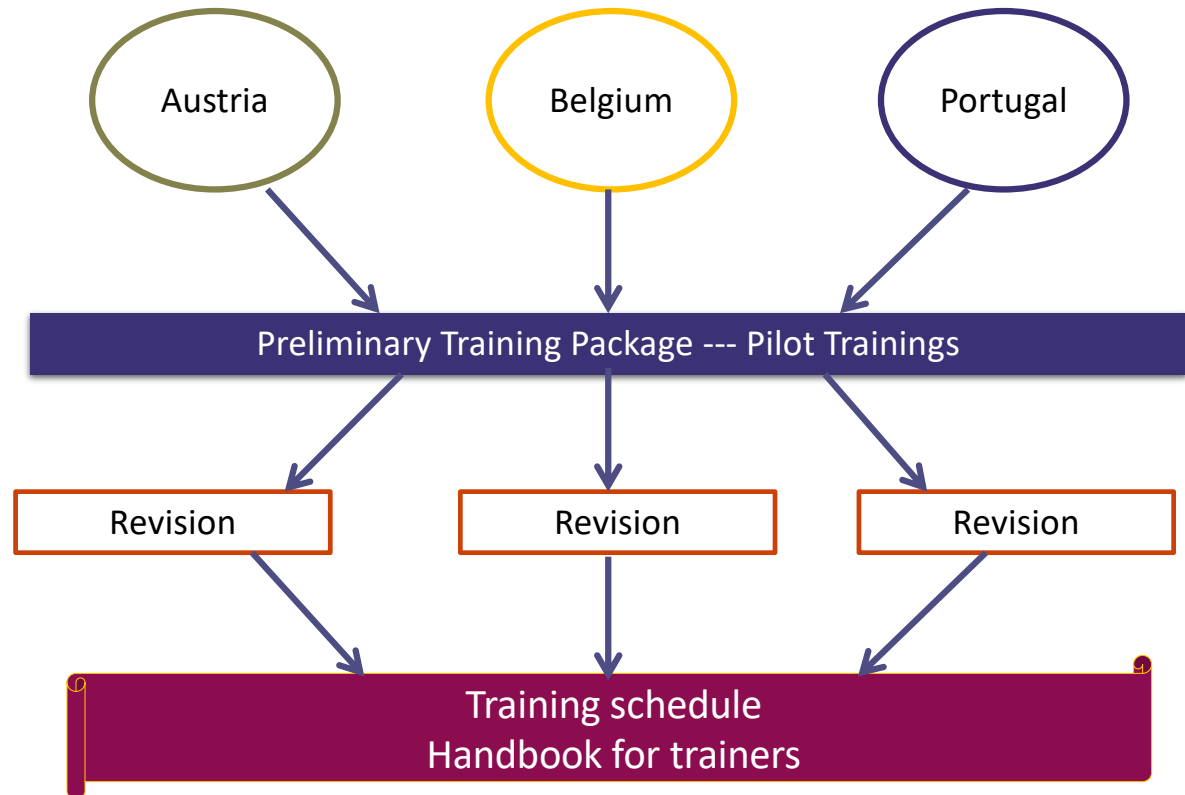 Austria
Belgium
Portugal
Preliminary Training Package --- Pilot Trainings
Revision
Revision
Revision
Training schedule
Handbook for trainers